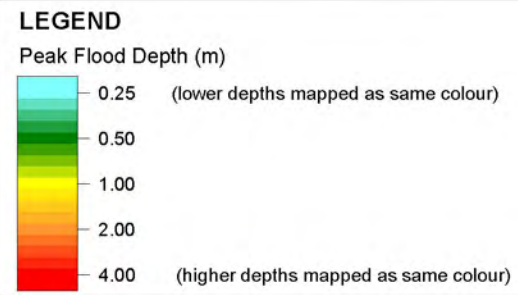 LEGEND
Peak Flood Depth (m)
0.25 (lower depths mapped as same colour)
0.50
1.00
2.00
4.00 (higher depths mapped as same colour)